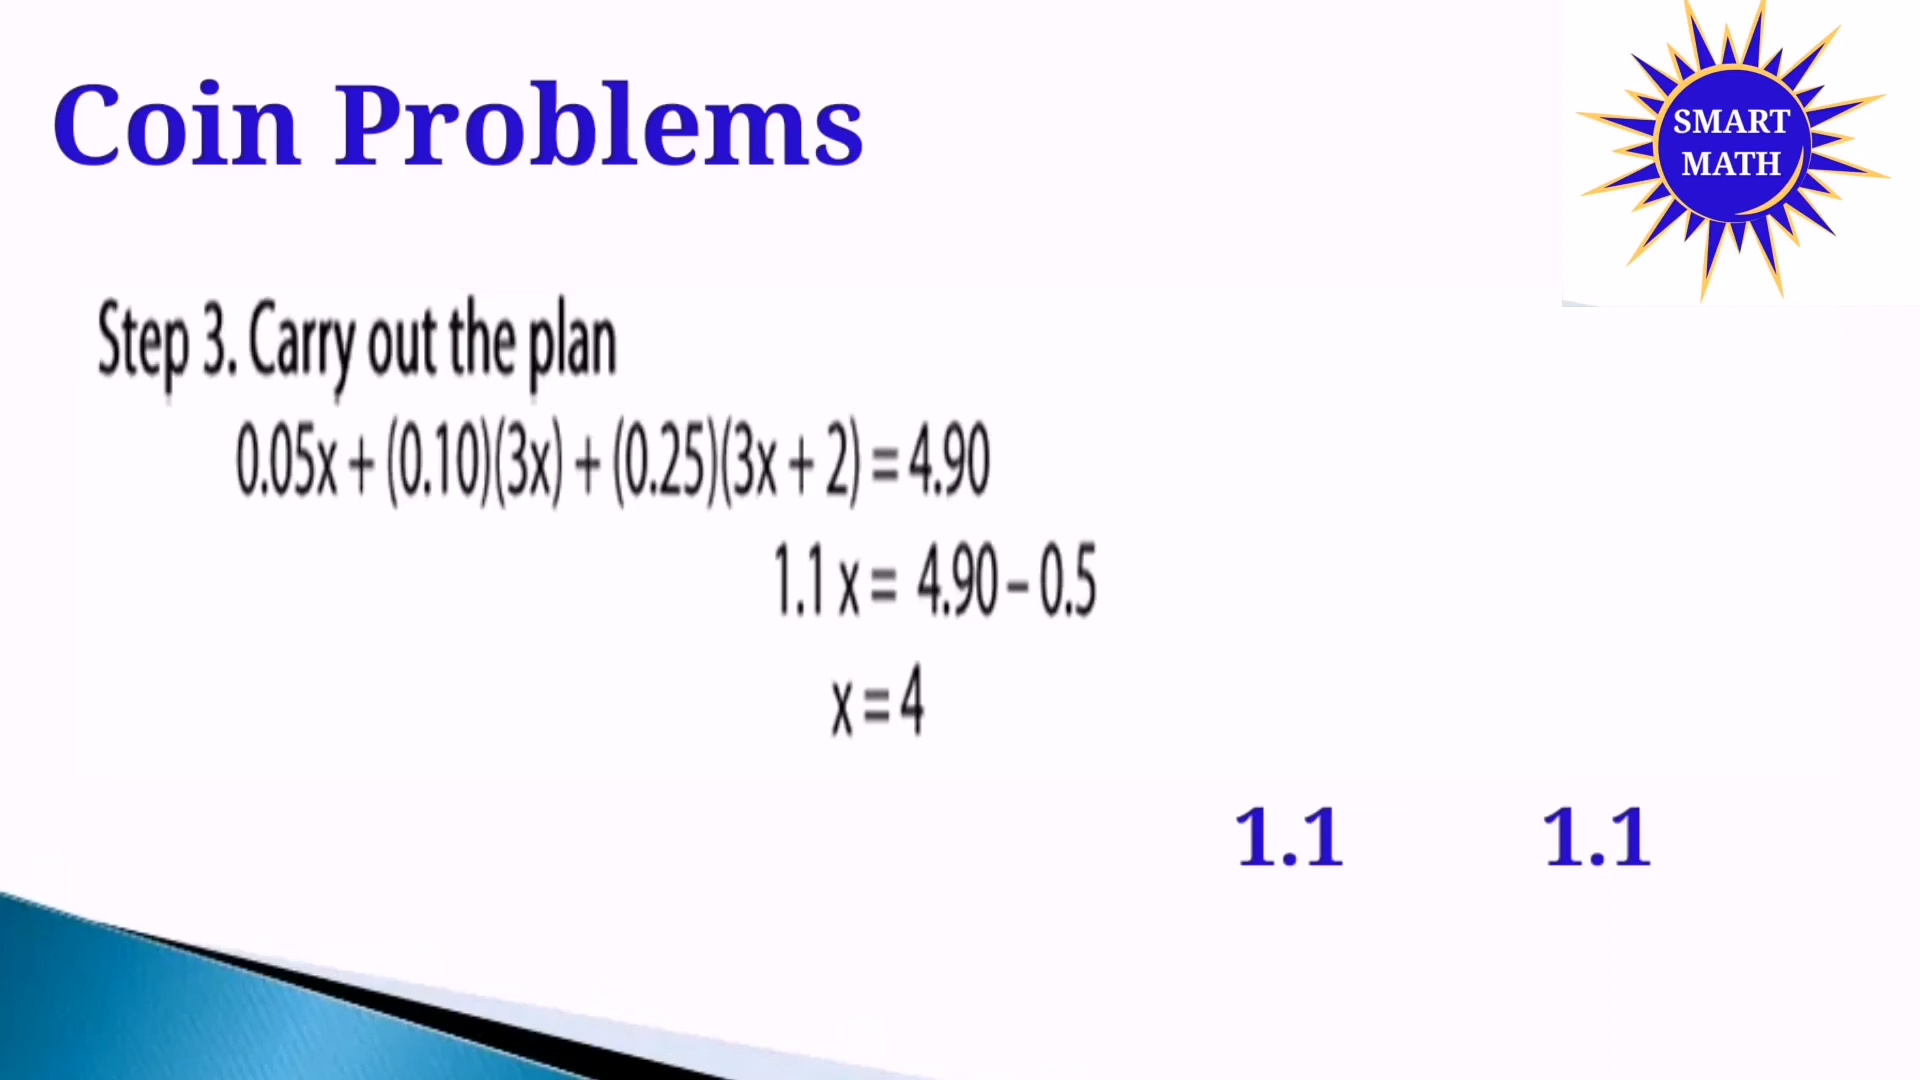 Coin Problems
SMART
MATH
Step 3. Carry out the plan
0.05x + (0.10)(3x) + (0.25)(3x + 2) = 4.90
1.1 x = 4.90 – 0.5
x = 4
1.1 1.1